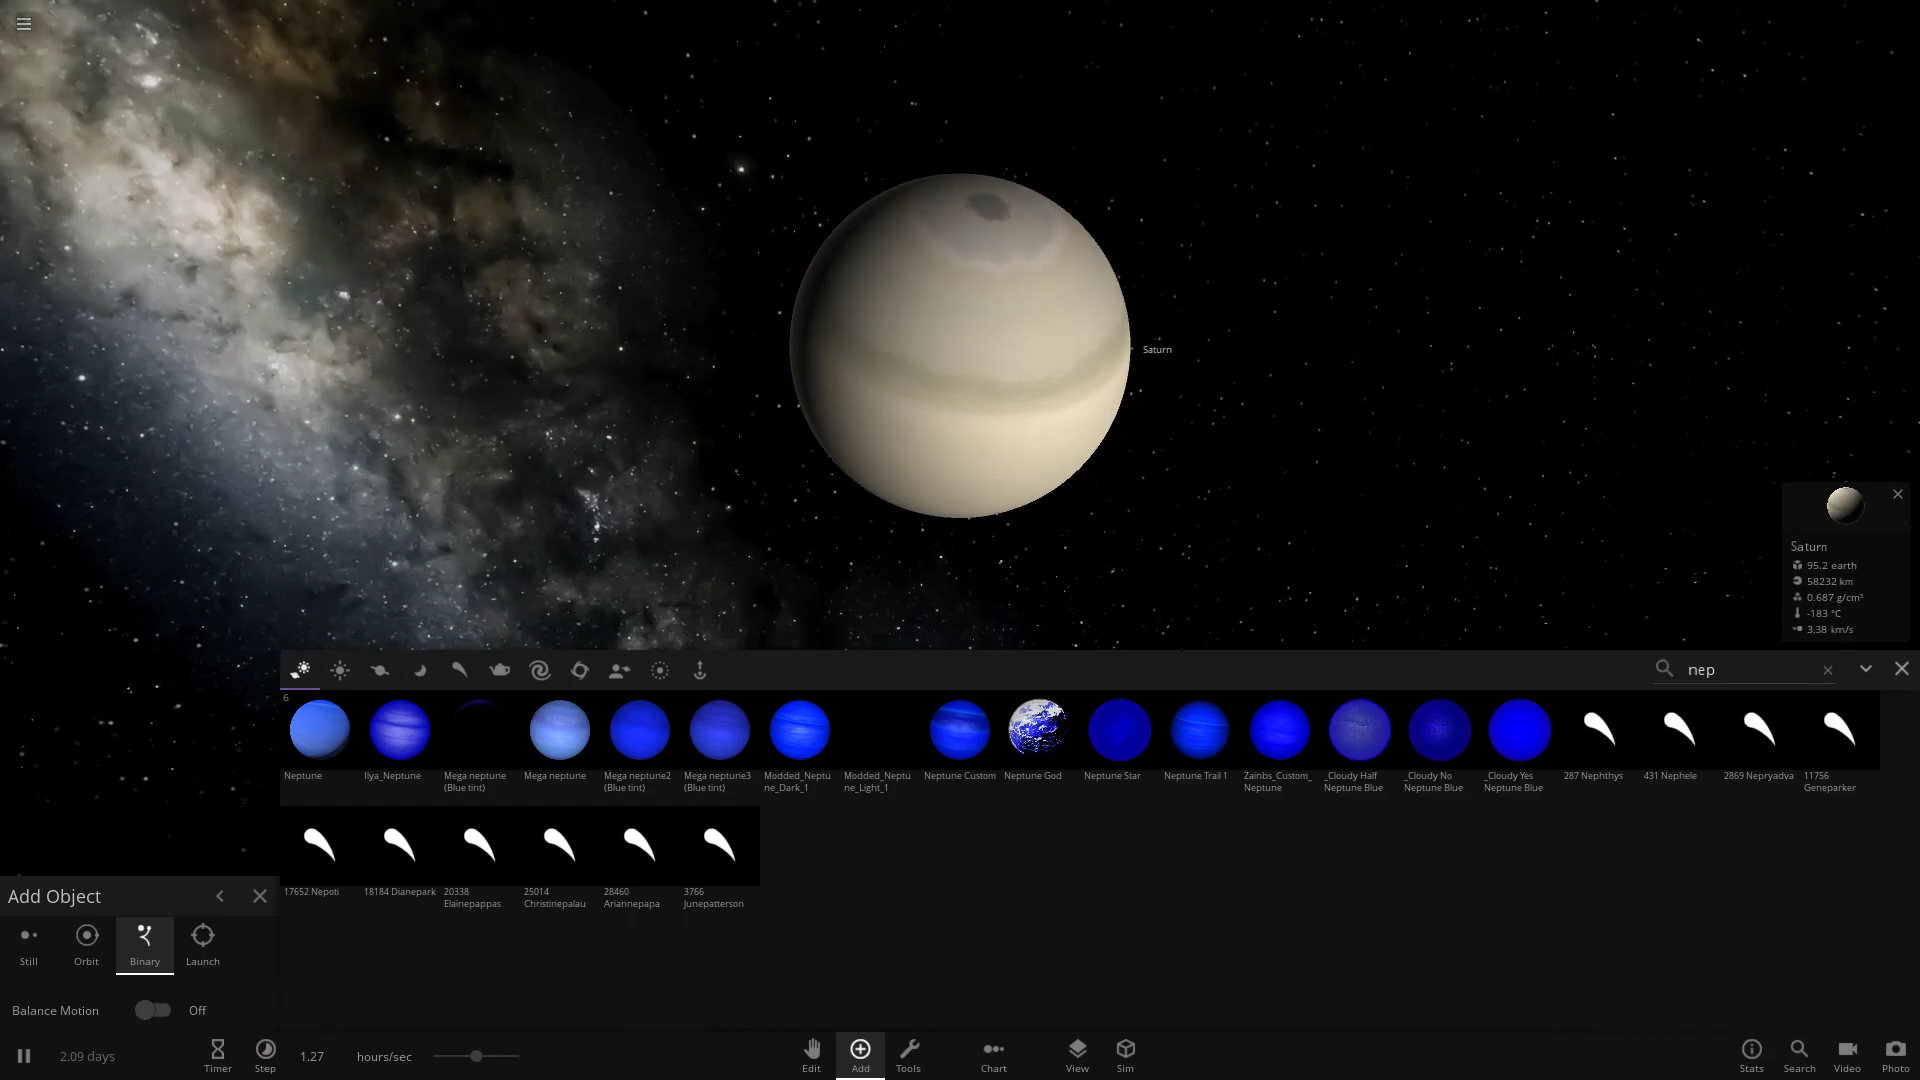 Saturn
Saturn
95.2 earth
58232 km
0.687 g/cm³
-183 °C
3.38 km/s
nep
6
Neptune
Ilya_Neptune
Mega neptune
(Blue tint)
Mega neptune
Mega neptune2
(Blue tint)
Mega neptune3
(Blue tint)
Modded_Neptu
ne_Dark_1
Modded_Neptu
ne_Light_1
Neptune Custom
Neptune God
Neptune Star
Neptune Trail 1
Zainbs_Custom_
Neptune
_Cloudy Half
Neptune Blue
_Cloudy No
Neptune Blue
_Cloudy Yes
Neptune Blue
287 Nephthys
431 Nephele
2869 Nepryadva
11756
Geneparker
17652 Nepoti
18184 Dianepark
20338
Elainepappas
25014
Christinepalau
28460
Ariannepapa
3766
Junepatterson
Add Object
Still
Orbit
Binary
Launch
Balance Motion
Off
2.09 days
Timer
Step
1.27
hours/sec
Edit
Add
Tools
Chart
View
Sim
Stats
Search
Video
Photo